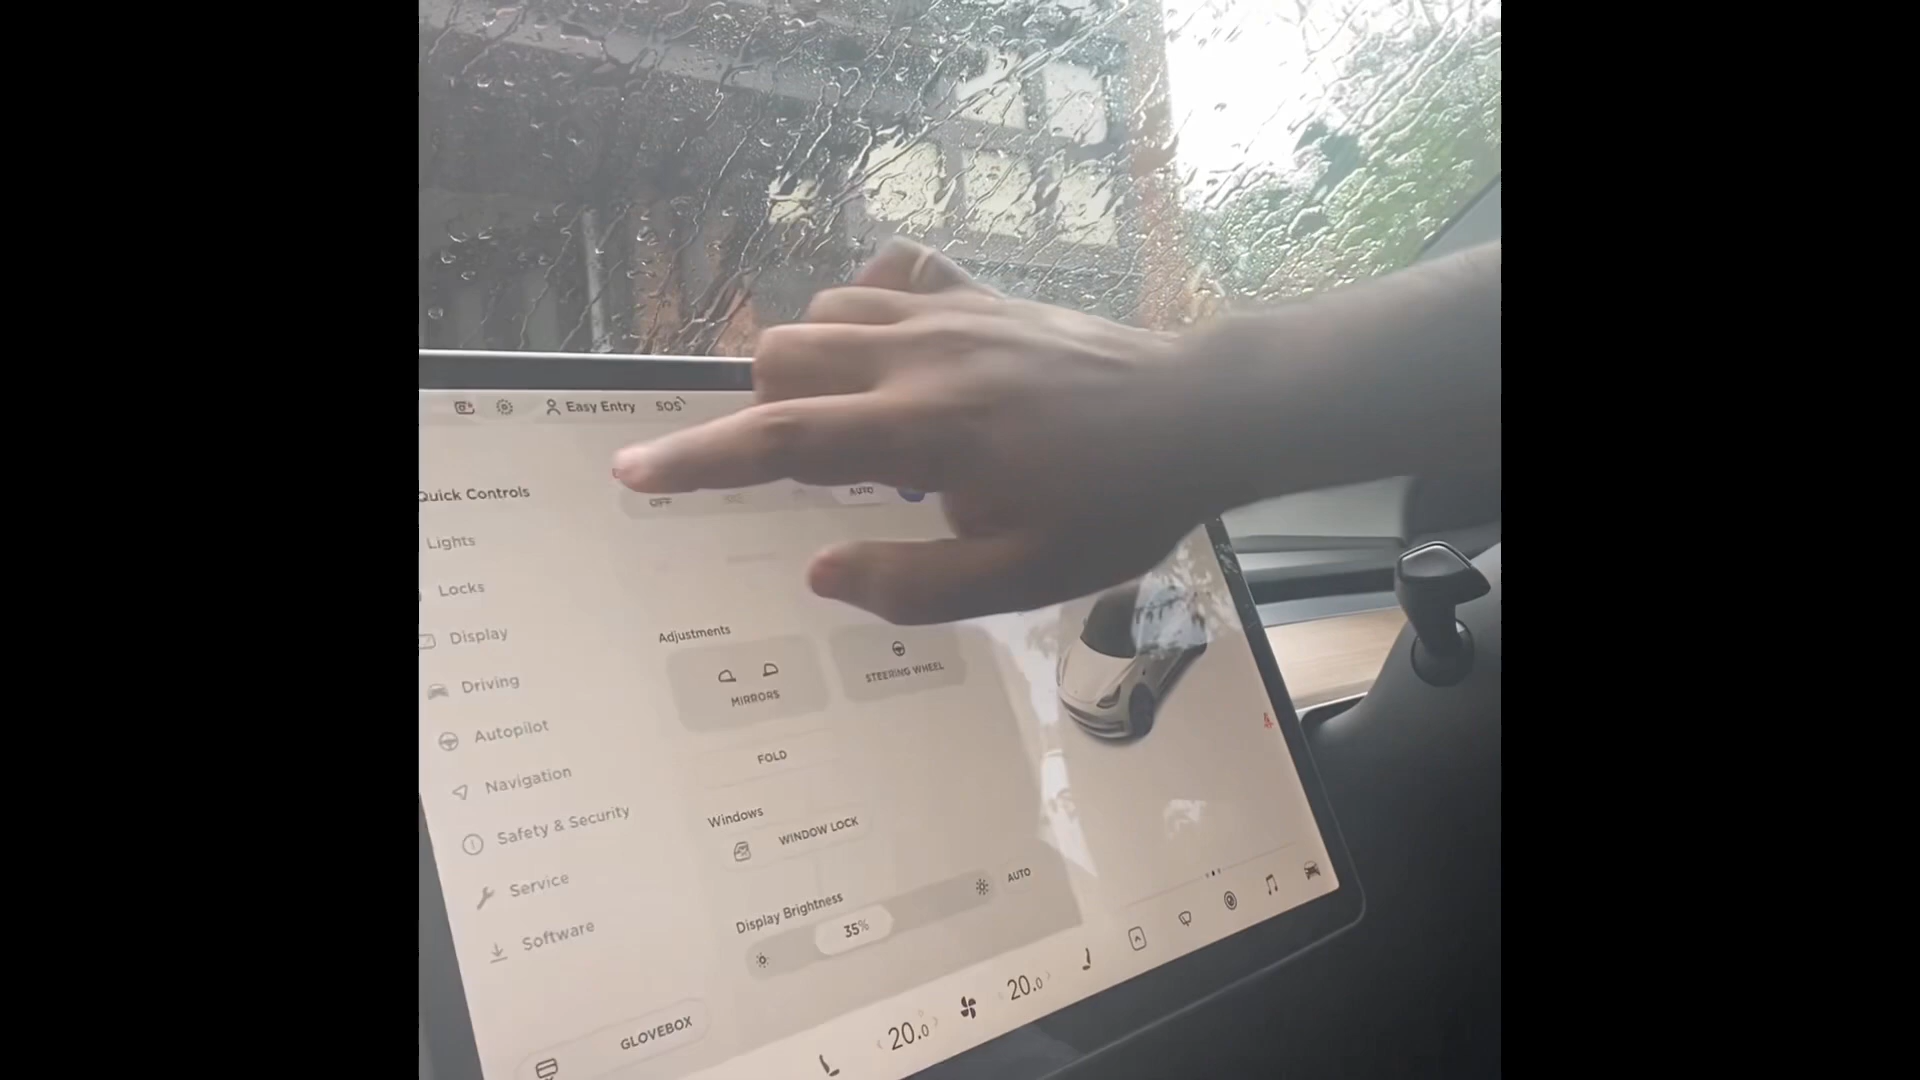 Easy Entry SOS
Quick Controls
OFF AUTO
Lights
Locks
Display
Driving
Autopilot
Navigation
Safety & Security
Service
Software
GLOVEBOX
Adjustments
MIRRORS
STEERING WHEEL
FOLD
Windows
WINDOW LOCK
Display Brightness
35%
AUTO
20.0
20.0